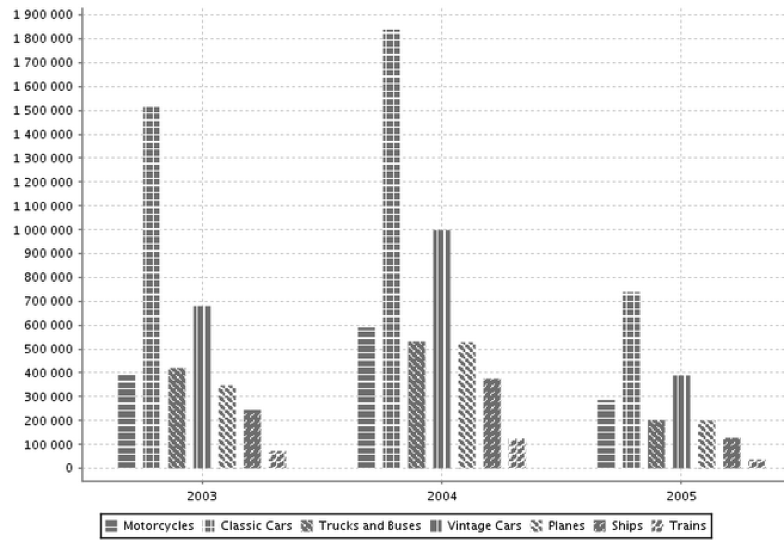 1 900 000
1 800 000
1 700 000
1 600 000
1 500 000
1 400 000
1 300 000
1 200 000
1 100 000
1 000 000
900 000
800 000
700 000
600 000
500 000
400 000
300 000
200 000
100 000
0
2003 2004 2005
Motorcycles Classic Cars Trucks and Buses Vintage Cars Planes Ships Trains